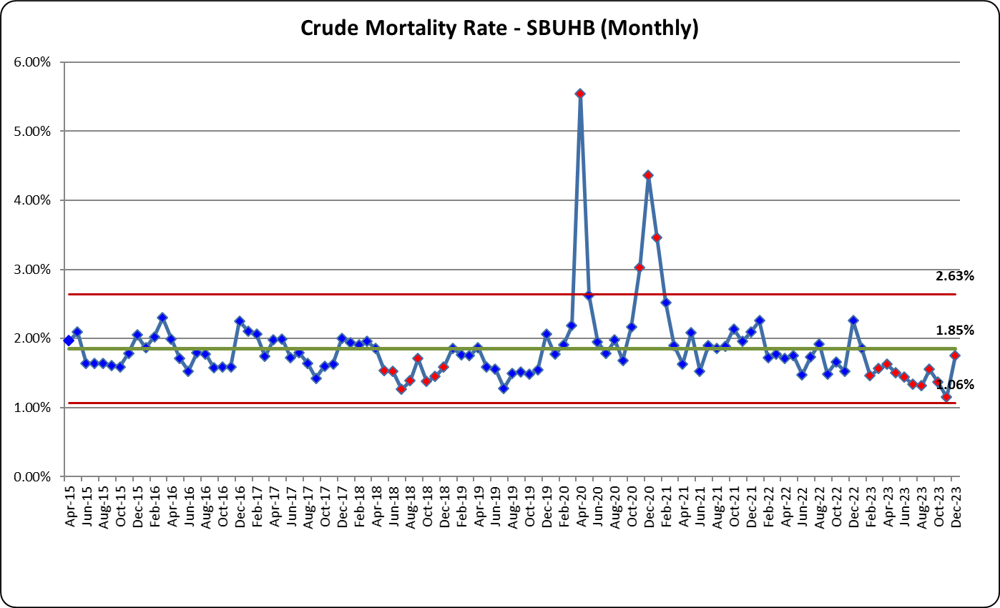 Crude Mortality Rate - SBUHB (Monthly)
6.00%
5.00%
4.00%
3.00%
2.00%
1.00%
0.00%
2.63%
1.85%
1.06%
Apr-15
Jun-15
Aug-15
Oct-15
Dec-15
Feb-16
Apr-16
Jun-16
Aug-16
Oct-16
Dec-16
Feb-17
Apr-17
Jun-17
Aug-17
Oct-17
Dec-17
Feb-18
Apr-18
Jun-18
Aug-18
Oct-18
Dec-18
Feb-19
Apr-19
Jun-19
Aug-19
Oct-19
Dec-19
Feb-20
Apr-20
Jun-20
Aug-20
Oct-20
Dec-20
Feb-21
Apr-21
Jun-21
Aug-21
Oct-21
Dec-21
Feb-22
Apr-22
Jun-22
Aug-22
Oct-22
Dec-22
Feb-23
Apr-23
Jun-23
Aug-23
Oct-23
Dec-23